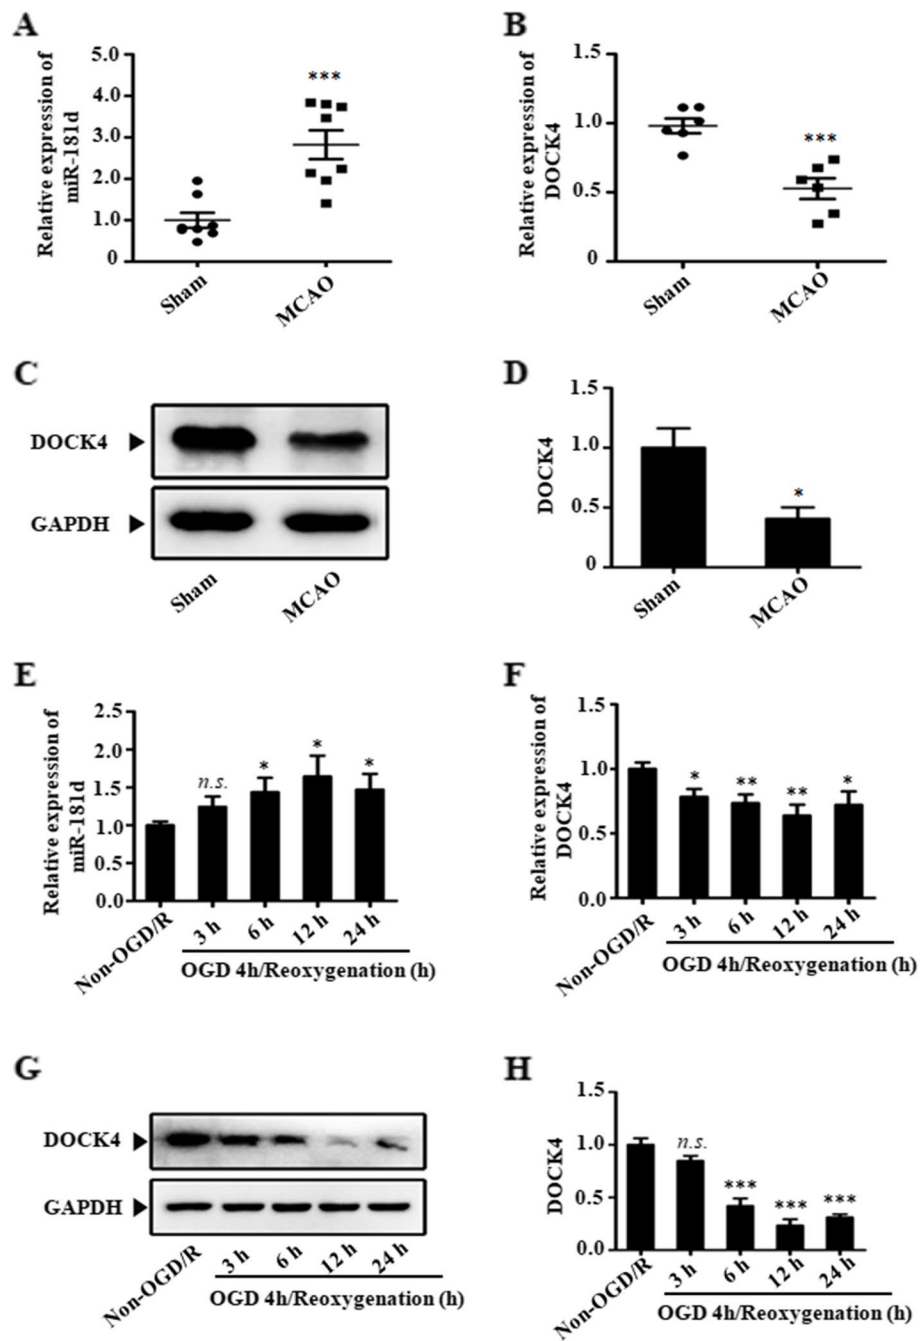 A
Relative expression of
miR-181d
5.0
4.0
3.0
2.0
1.0
0
***
Sham
MCAO
B
Relative expression of
DOCK4
1.5
1.0
0.5
0
***
Sham
MCAO
C
DOCK4
GAPDH
Sham
MCAO
D
DOCK4
1.5
1.0
0.5
0
*
Sham
MCAO
E
Relative expression of
miR-181d
2.5
2.0
1.5
1.0
0.5
0.0
n.s.
*
*
*
Non-OGD/R
3 h
6 h
12 h
24 h
OGD 4h/Reoxygenation (h)
F
Relative expression of
DOCK4
1.5
1.0
0.5
0.0
*
**
**
*
Non-OGD/R
3 h
6 h
12 h
24 h
OGD 4h/Reoxygenation (h)
G
DOCK4
GAPDH
Non-OGD/R
3 h
6 h
12 h
24 h
OGD 4h/Reoxygenation (h)
H
DOCK4
1.5
1.0
0.5
0.0
n.s.
***
***
***
Non-OGD/R
3 h
6 h
12 h
24 h
OGD 4h/Reoxygenation (h)